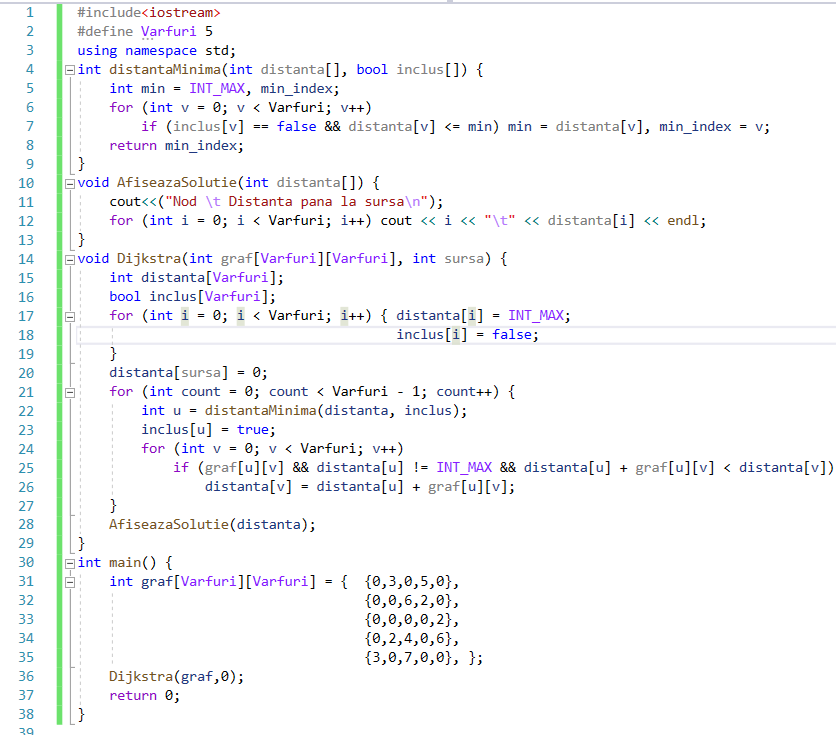 1 #include<iostream>
2 #define Varfuri 5
3 using namespace std;
4 int distantaMinima(int distanta[], bool inclus[]) {
5 int min = INT_MAX, min_index;
6 for (int v = 0; v < Varfuri; v++)
7 if (inclus[v] == false && distanta[v] <= min) min = distanta[v], min_index = v;
8 return min_index;
9 }
10 void AfiseazaSolutie(int distanta[]) {
11 cout<<("Nod \t Distanta pana la sursa\n");
12 for (int i = 0; i < Varfuri; i++) cout << i << "\t" << distanta[i] << endl;
13 }
14 void Dijkstra(int graf[Varfuri][Varfuri], int sursa) {
15 int distanta[Varfuri];
16 bool inclus[Varfuri];
17 for (int i = 0; i < Varfuri; i++) { distanta[i] = INT_MAX;
18 inclus[i] = false;
19 }
20 distanta[sursa] = 0;
21 for (int count = 0; count < Varfuri - 1; count++) {
22 int u = distantaMinima(distanta, inclus);
23 inclus[u] = true;
24 for (int v = 0; v < Varfuri; v++)
25 if (graf[u][v] && distanta[u] != INT_MAX && distanta[u] + graf[u][v] < distanta[v])
26 distanta[v] = distanta[u] + graf[u][v];
27 }
28 AfiseazaSolutie(distanta);
29 }
30 int main() {
31 int graf[Varfuri][Varfuri] = { {0,3,0,5,0},
32 {0,0,6,2,0},
33 {0,0,0,0,2},
34 {0,2,4,0,6},
35 {3,0,7,0,0}, };
36 Dijkstra(graf,0);
37 return 0;
38 }
39